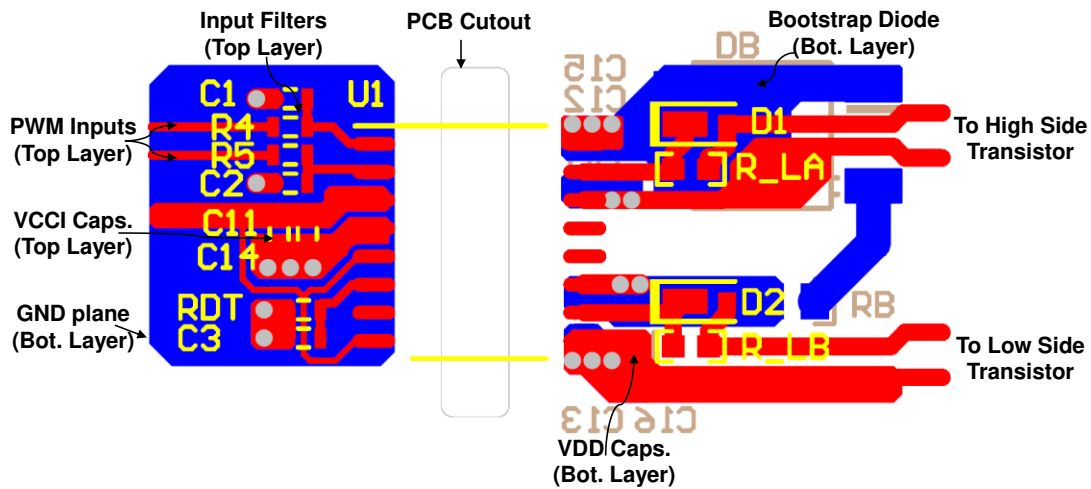 Input Filters
(Top Layer)
PCB Cutout
Bootstrap Diode
(Bot. Layer)
DB
C15
C12
C1
U1
PWM Inputs
(Top Layer)
R4
R5
C2
D1
R_LA
To High Side
Transistor
VCCI Caps.
(Top Layer)
C11
C14
GND plane
(Bot. Layer)
RDT
C3
D2
RB
R_LB
To Low Side
Transistor
C13
C16
VDD Caps.
(Bot. Layer)